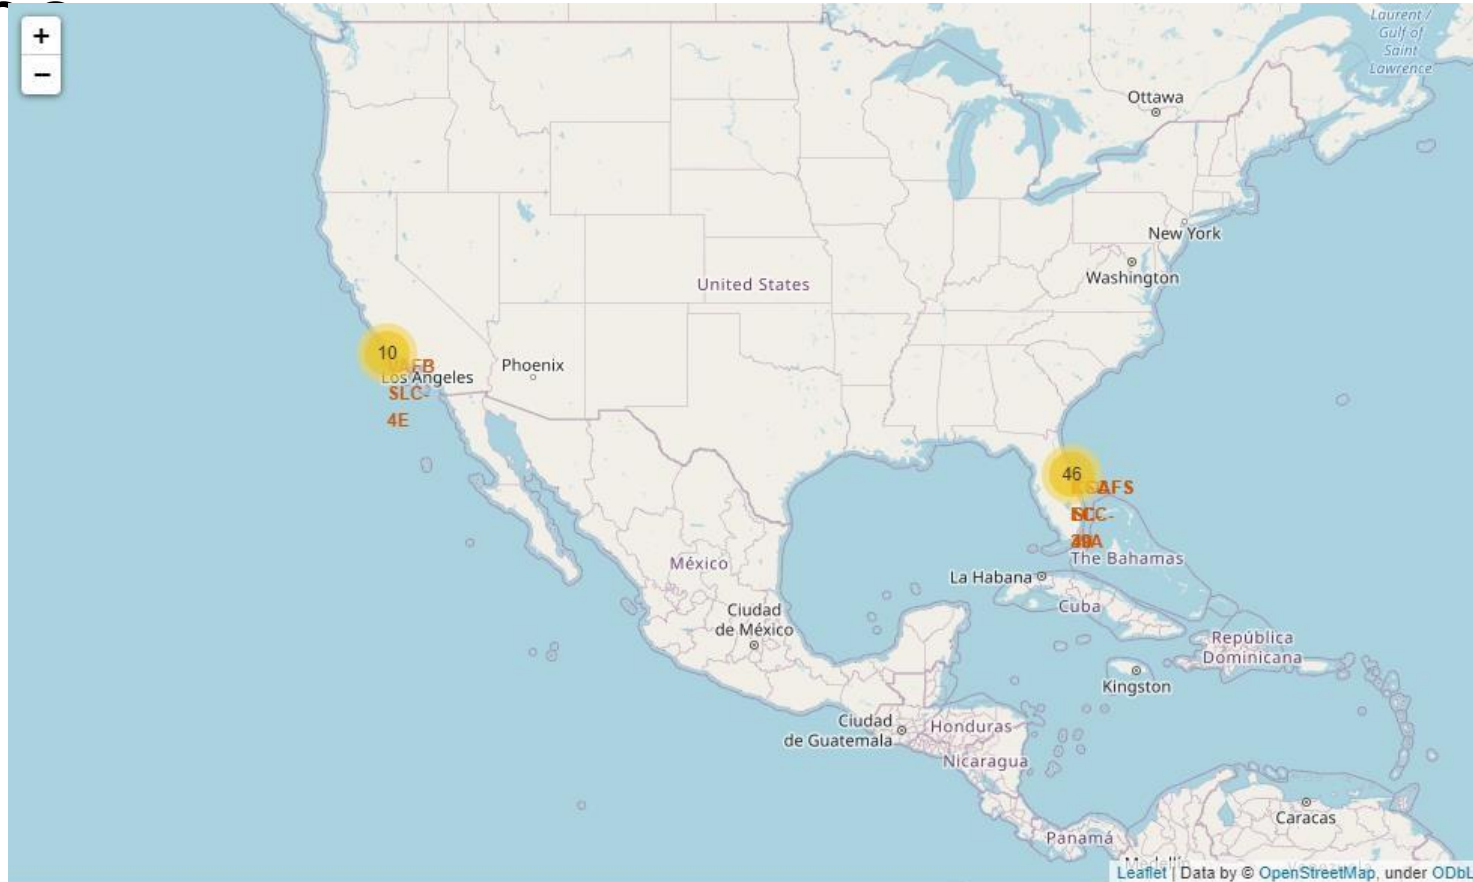 +
−
Laurent /
Gulf of
Saint
Lawrence
Ottawa
New York
Washington
United States
10
VAFB
Los Angeles
Phoenix
SLC-
4E
46
The Bahamas
La Habana
México
Cuba
Ciudad
de México
República
Dominicana
Kingston
Ciudad
de Guatemala
Honduras
Nicaragua
Caracas
Panamá
Medellín
Leaflet | Data by © OpenStreetMap, under ODbL